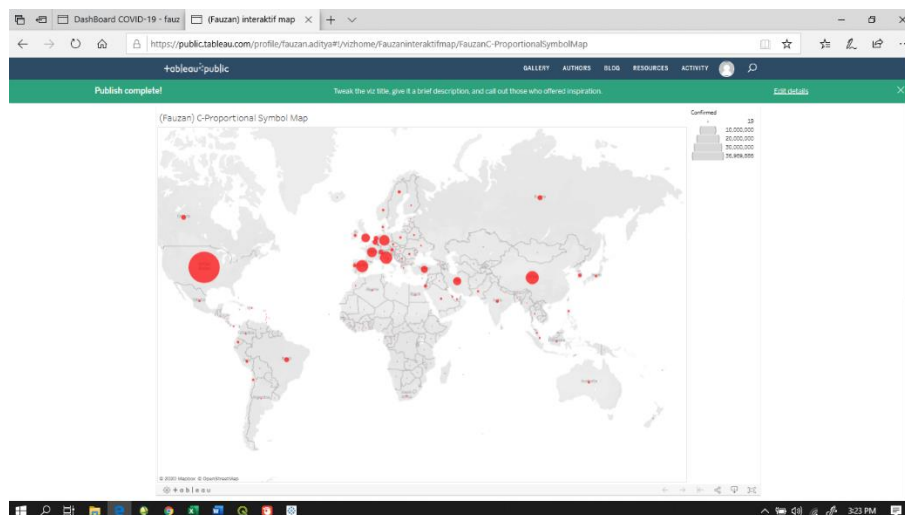 DashBoard COVID-19 - fauz
(Fauzan) interaktif map
https://public.tableau.com/profile/fauzan.aditya#!/vizhome/Fauzaninteraktifmap/FauzanC-ProportionalSymbolMap
+ableau public
GALLERY AUTHORS BLOG RESOURCES ACTIVITY
Publish complete!
Tweak the viz title, give it a brief description, and call out those who offered inspiration.
Edit details
(Fauzan) C-Proportional Symbol Map
Confirmed
19
10,000,000
20,000,000
30,000,000
© 2020 Mapbox © OpenStreetMap
+ableau
3:23 PM